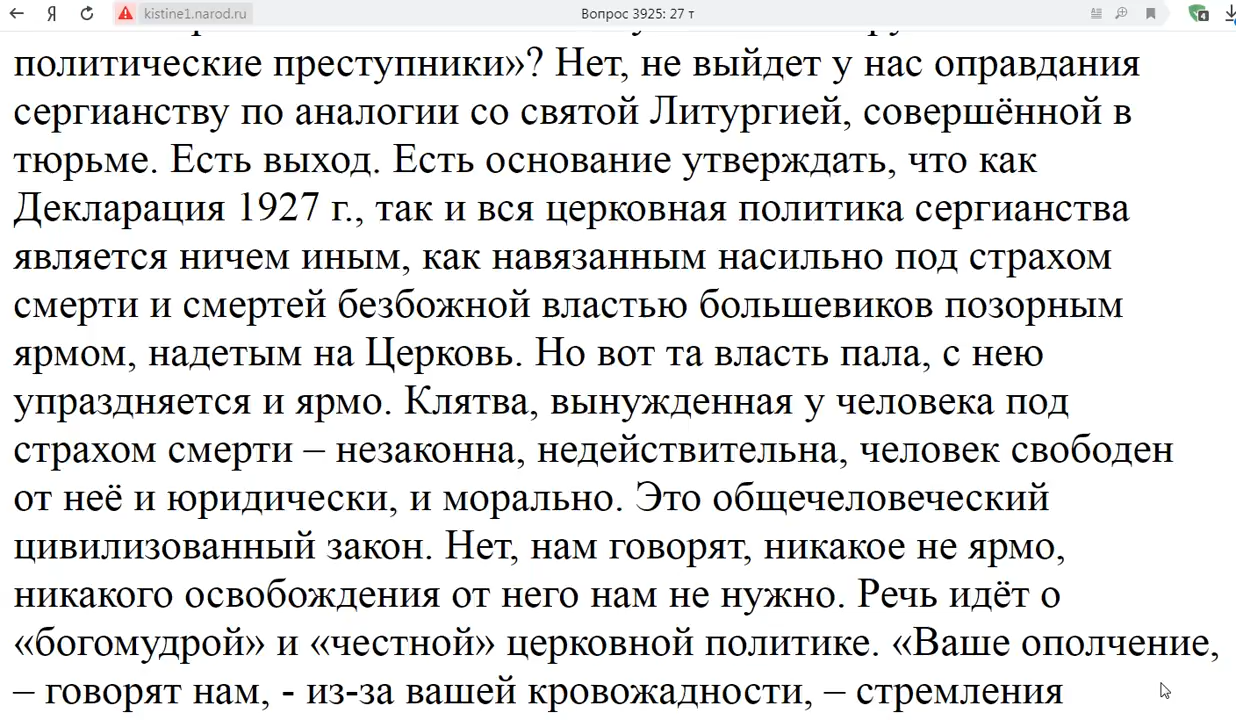 kistine1.narod.ru
Вопрос 3925: 27 т
4
политические преступники»? Нет, не выйдет у нас оправдания
сергианству по аналогии со святой Литургией, совершённой в
тюрьме. Есть выход. Есть основание утверждать, что как
Декларация 1927 г., так и вся церковная политика сергианства
является ничем иным, как навязанным насильно под страхом
смерти и смертей безбожной властью большевиков позорным
ярмом, надетым на Церковь. Но вот та власть пала, с нею
упраздняется и ярмо. Клятва, вынужденная у человека под
страхом смерти – незаконна, недействительна, человек свободен
от неё и юридически, и морально. Это общечеловеческий
цивилизованный закон. Нет, нам говорят, никакое не ярмо,
никакого освобождения от него нам не нужно. Речь идёт о
«богомудрой» и «честной» церковной политике. «Ваше ополчение,
– говорят нам, - из-за вашей кровожадности, – стремления